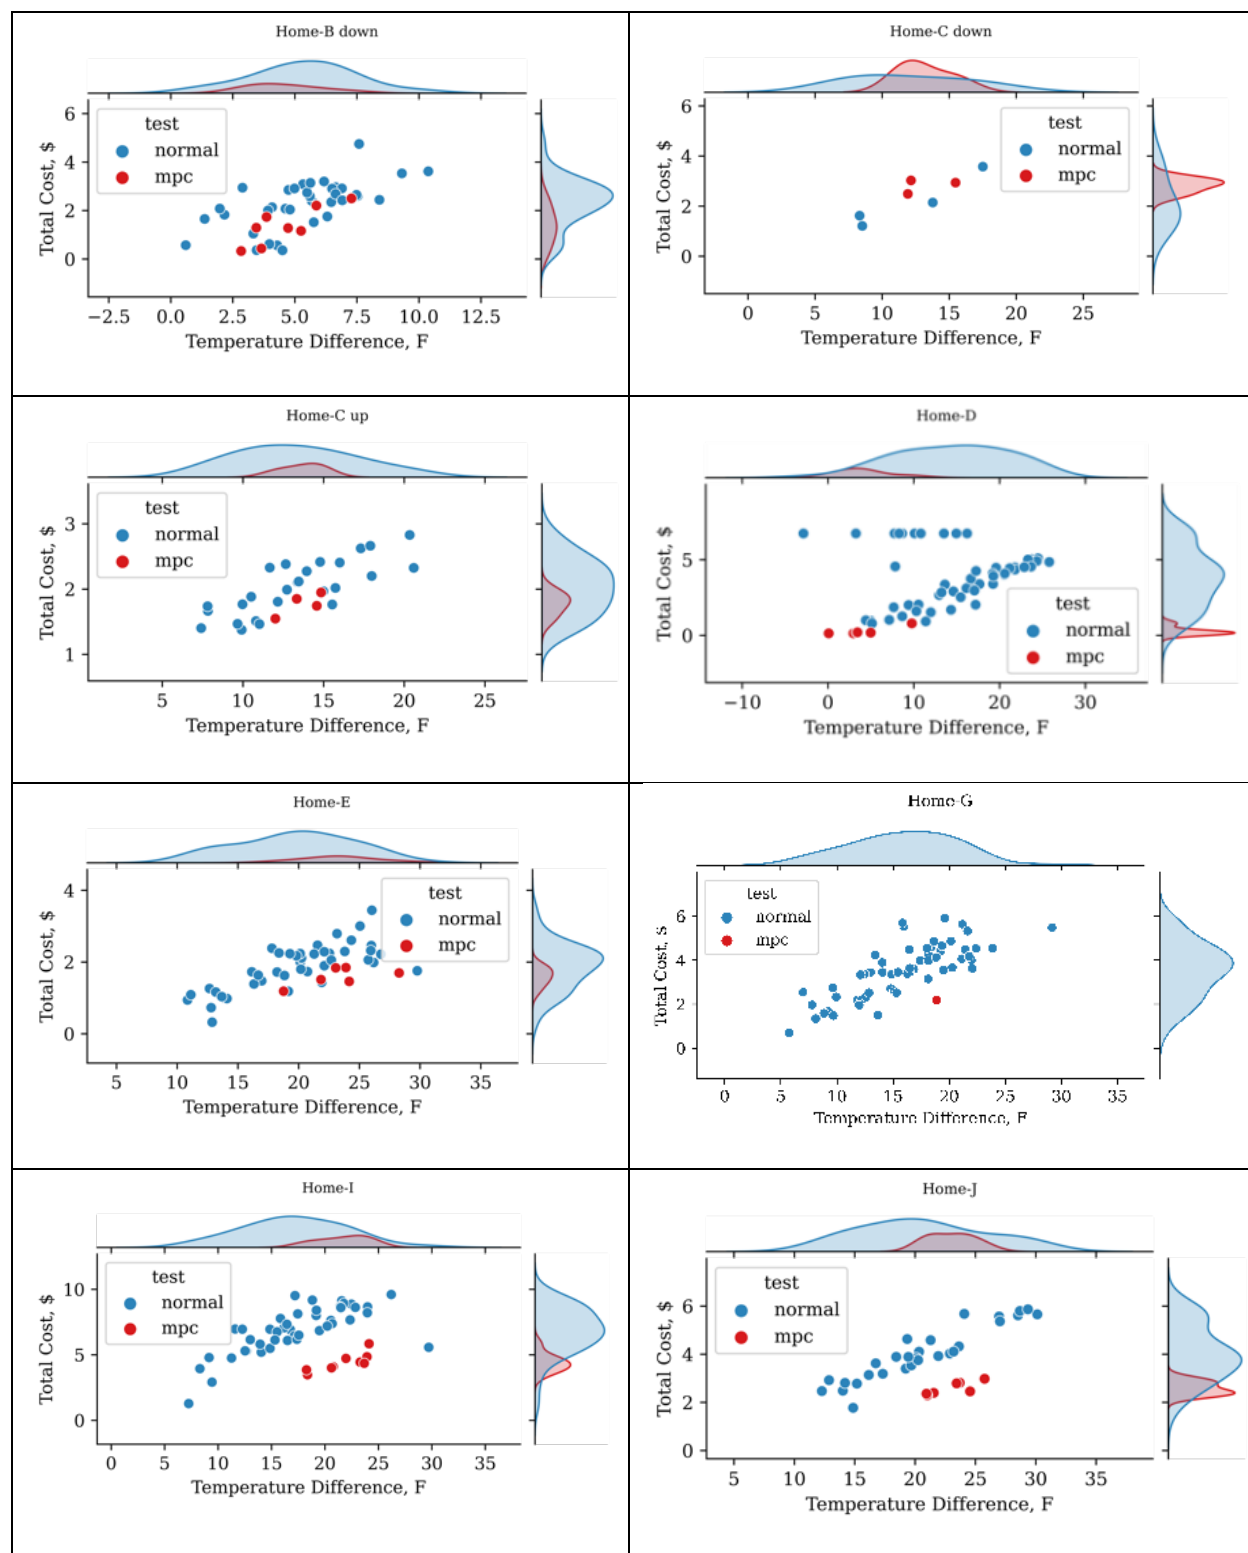 Home-B down
test
normal
mpc
Total Cost, $
6
4
2
0
−2.5 0.0 2.5 5.0 7.5 10.0 12.5
Temperature Difference, F
Home-C down
test
normal
mpc
Total Cost, $
6
4
2
0
0 5 10 15 20 25
Temperature Difference, F
Home-C up
test
normal
mpc
Total Cost, $
3
2
1
5 10 15 20 25
Temperature Difference, F
Home-D
test
normal
mpc
Total Cost, $
5
0
−10 0 10 20 30
Temperature Difference, F
Home-E
test
normal
mpc
Total Cost, $
4
2
0
5 10 15 20 25 30 35
Temperature Difference, F
Home-G
test
normal
mpc
Total Cost, $
6
4
2
0
0 5 10 15 20 25 30 35
Temperature Difference, F
Home-I
test
normal
mpc
Total Cost, $
10
5
0
0 5 10 15 20 25 30 35
Temperature Difference, F
Home-J
test
normal
mpc
Total Cost, $
6
4
2
0
5 10 15 20 25 30 35
Temperature Difference, F